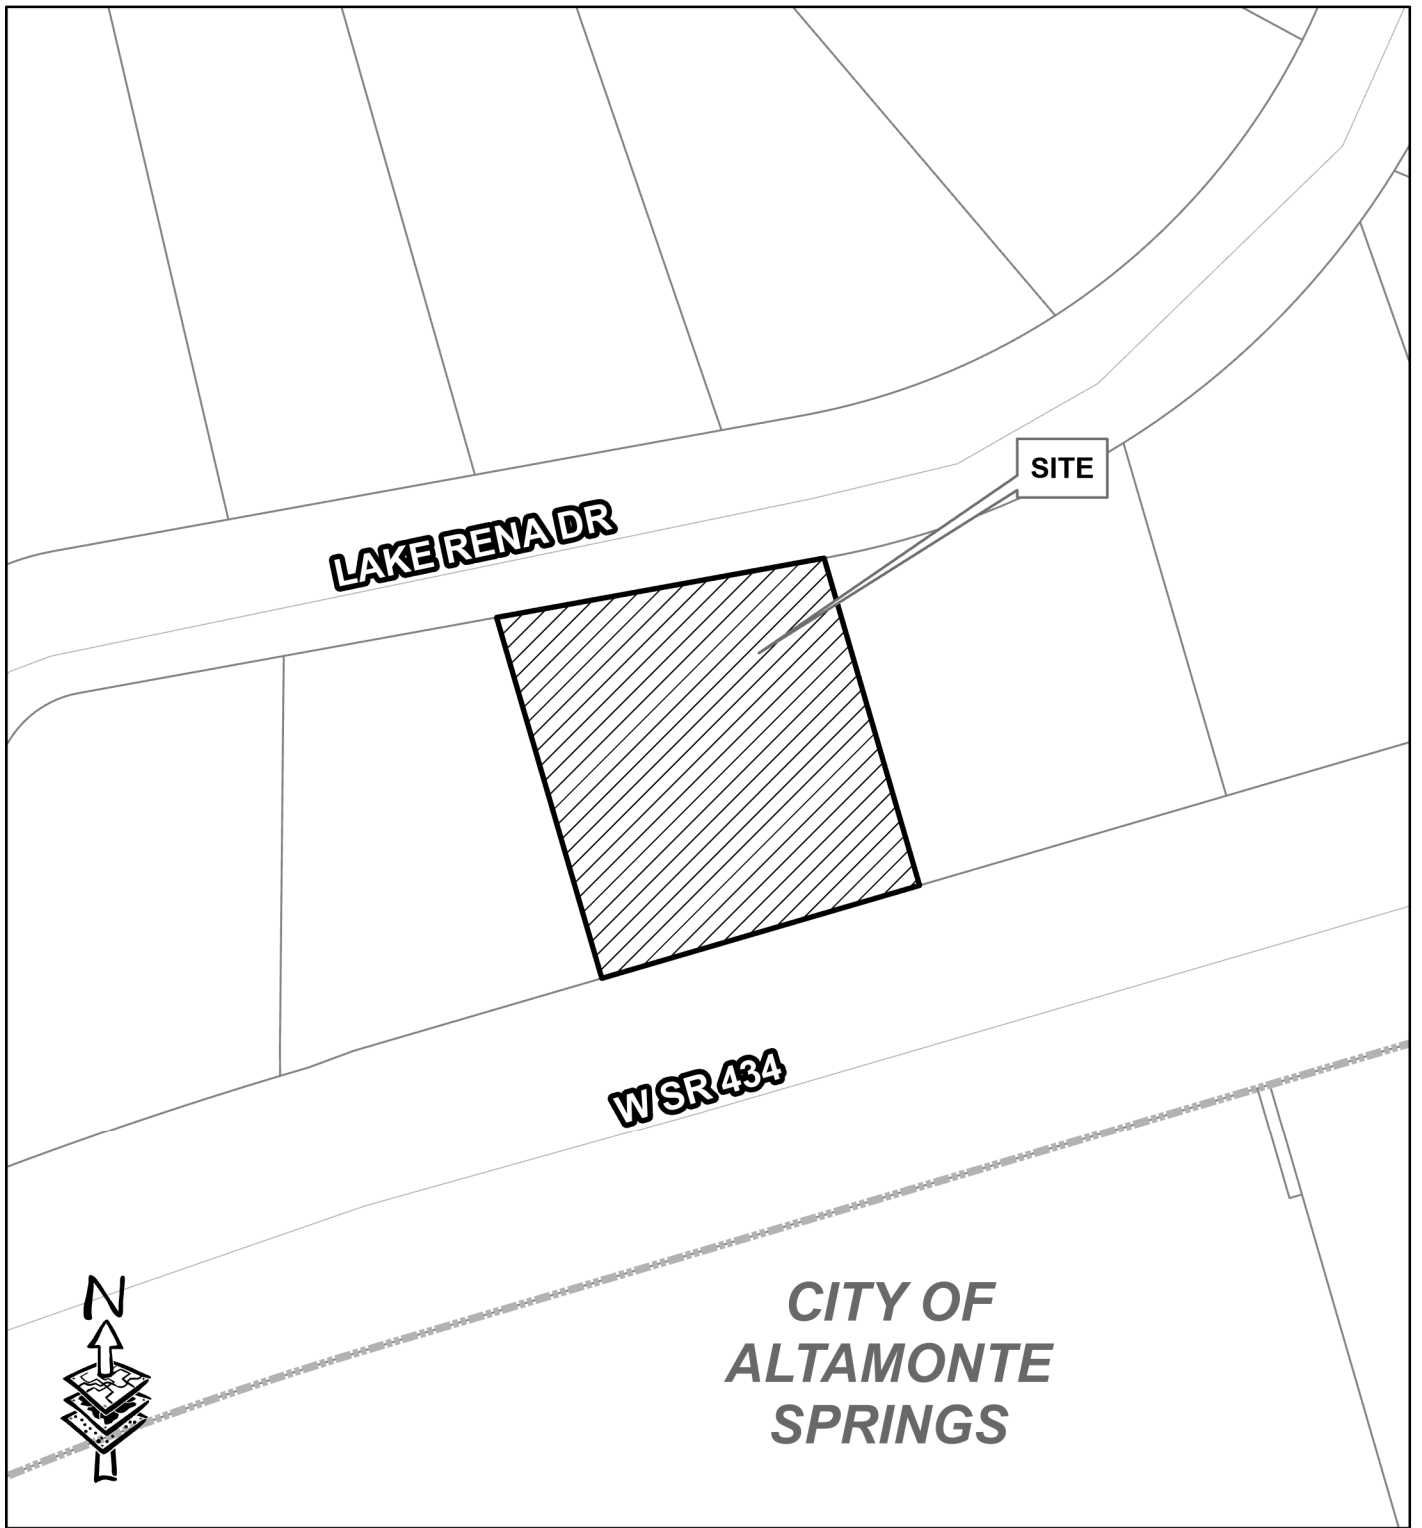 SITE
LAKE RENA DR
W SR 434
N
CITY OF
ALTAMONTE
SPRINGS